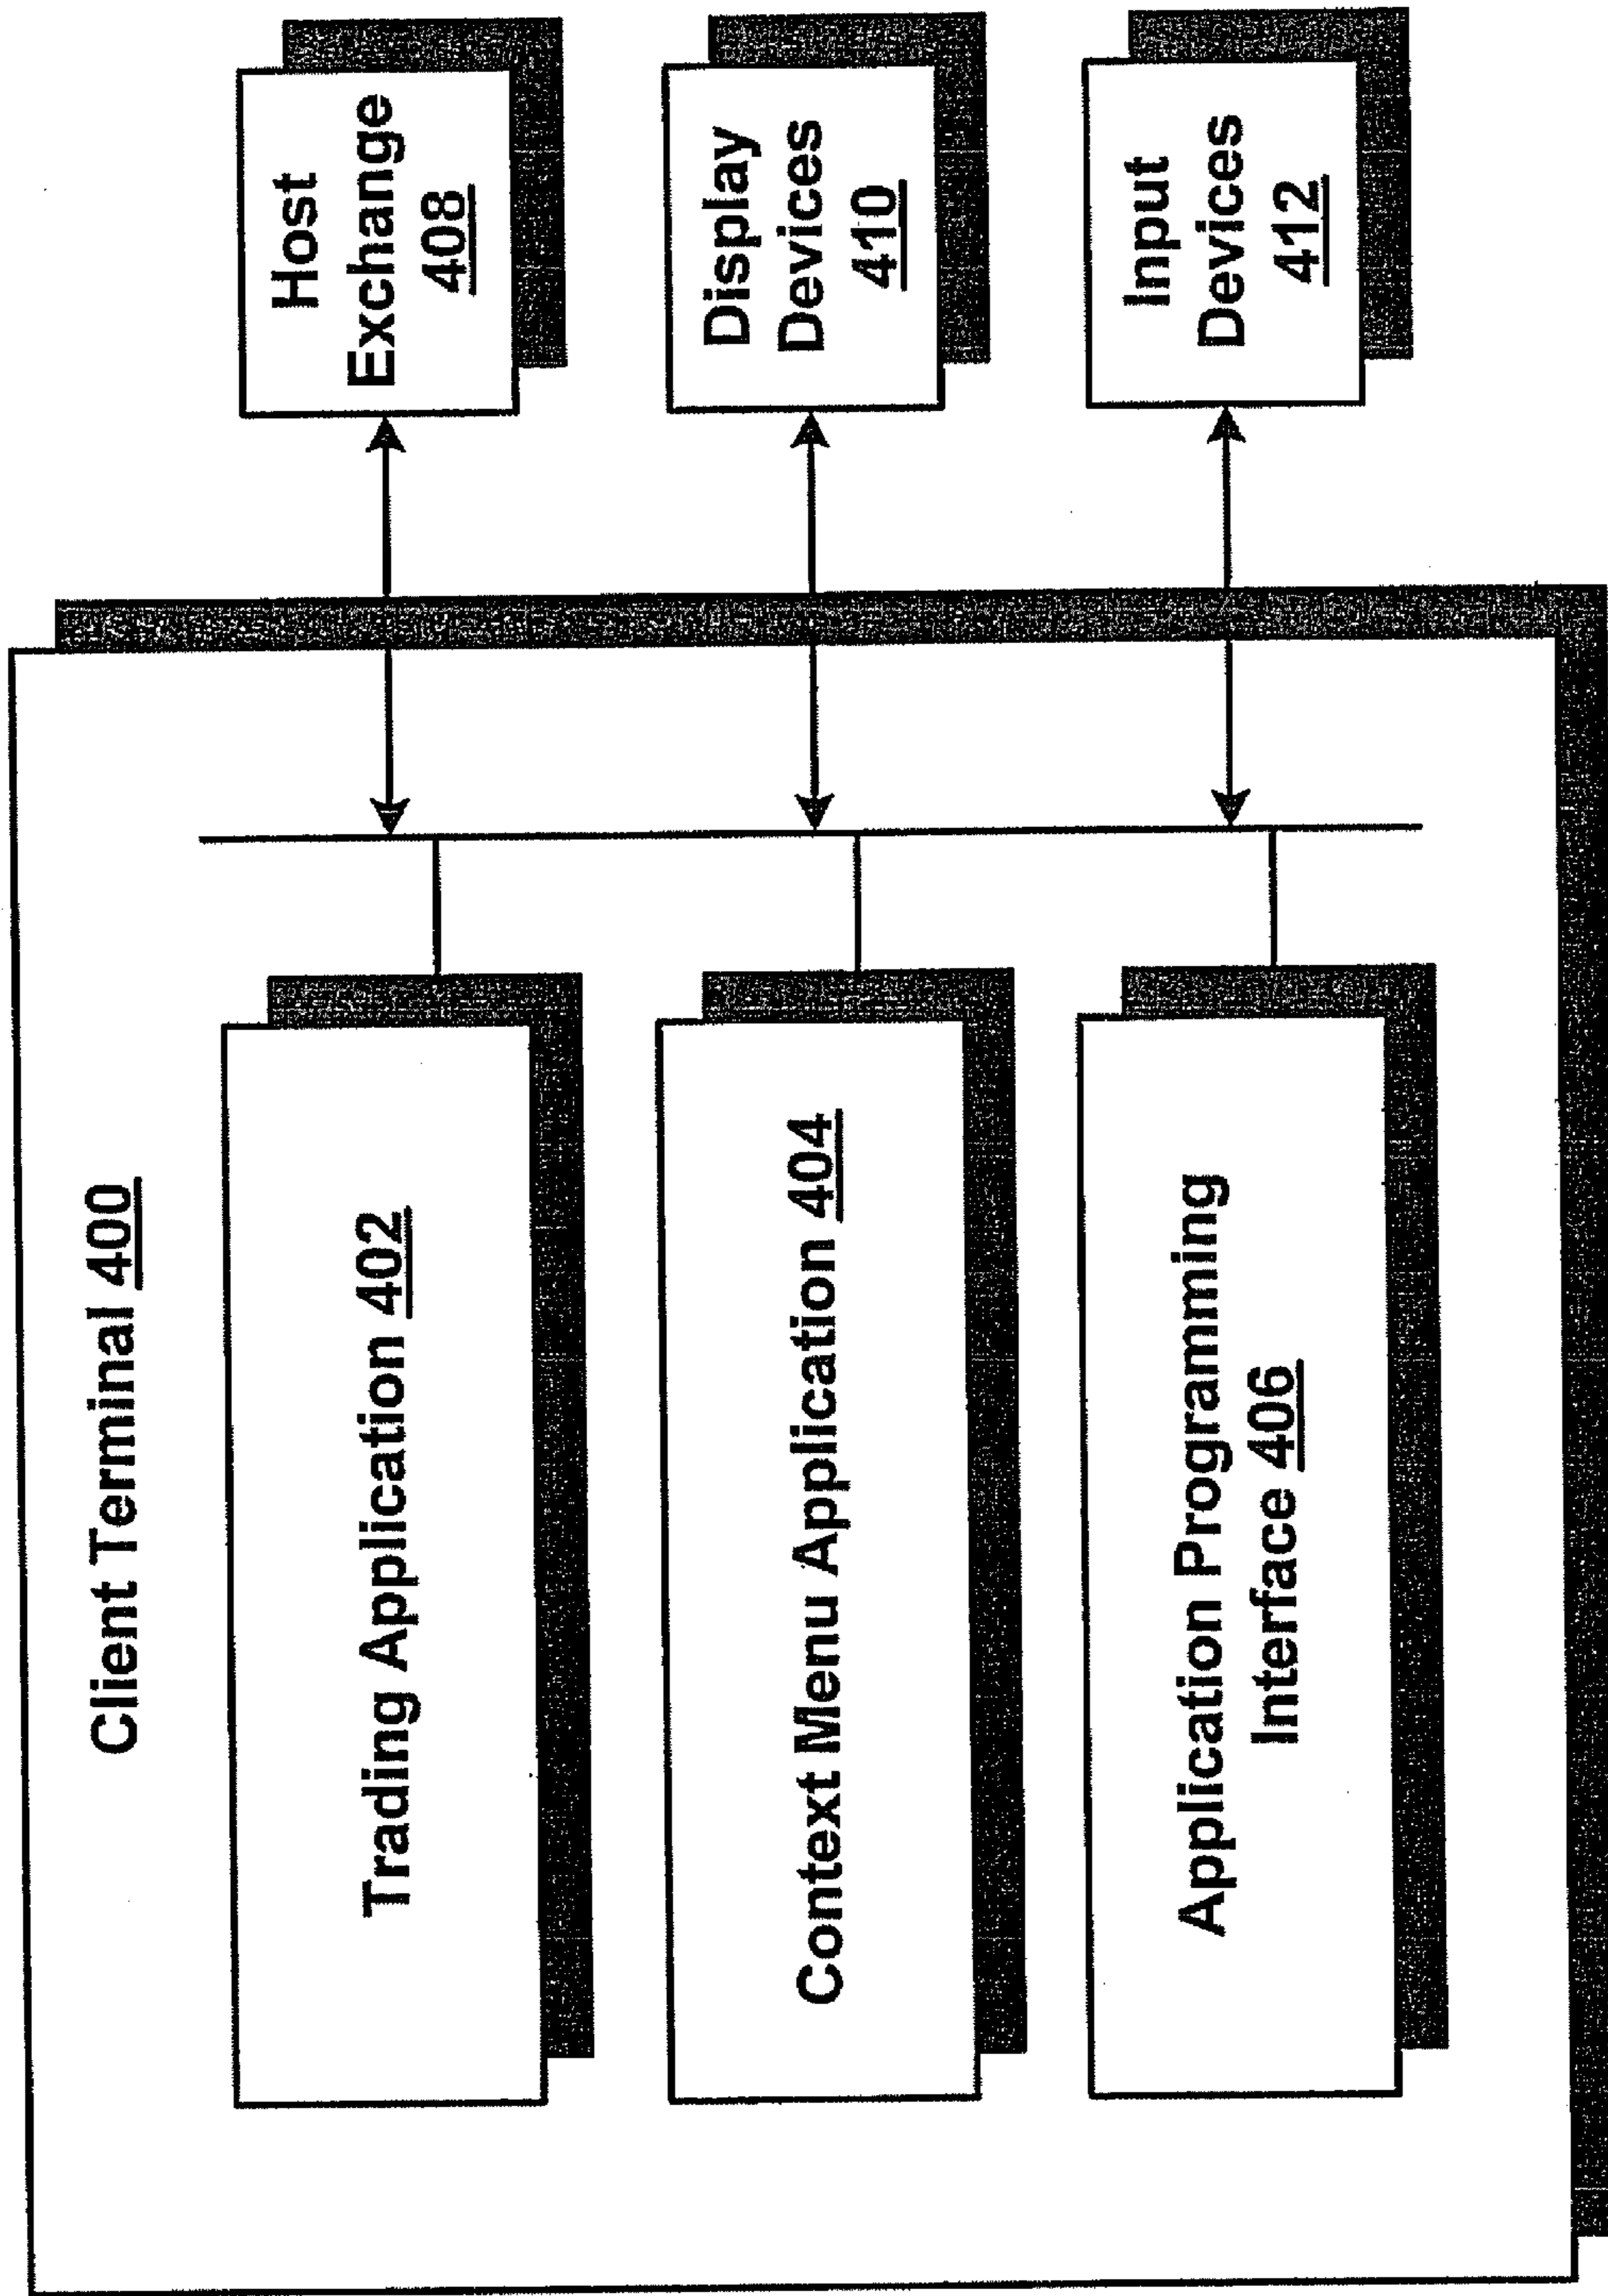 Client Terminal 400
Trading Application 402
Context Menu Application 404
Application Programming
Interface 406
Host
Exchange
408
Display
Devices
410
Input
Devices
412